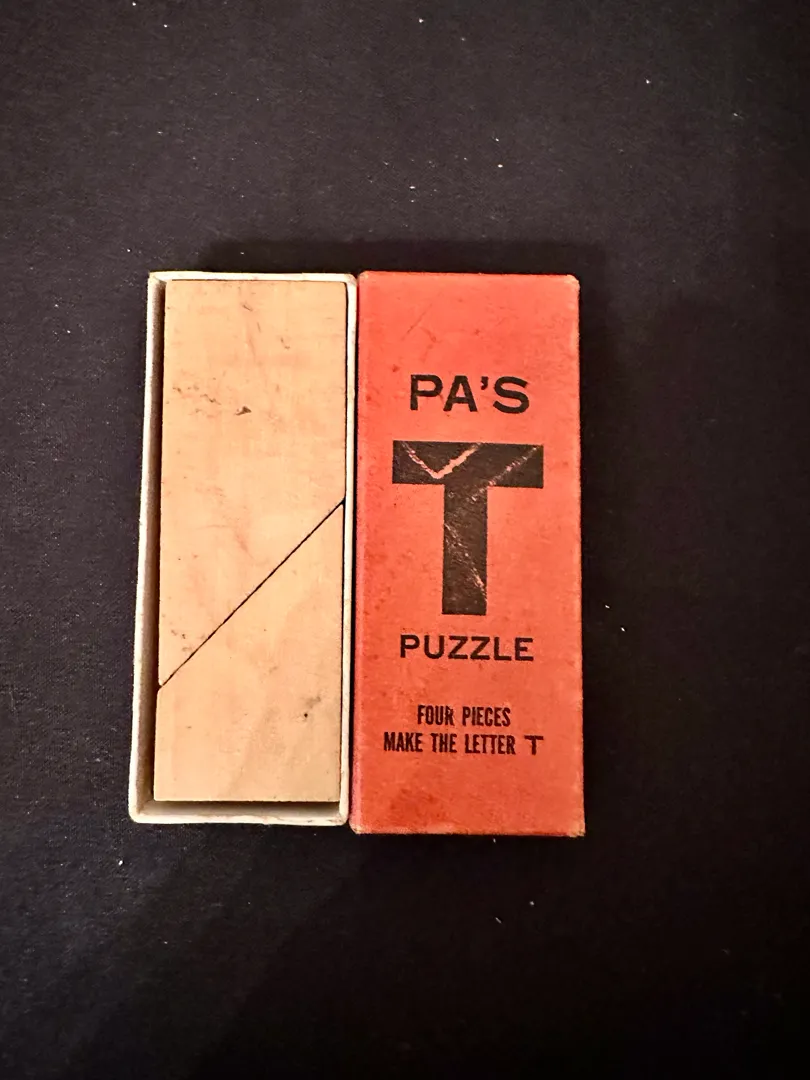 PA'S
T
PUZZLE
FOUR PIECES
MAKE THE LETTER T